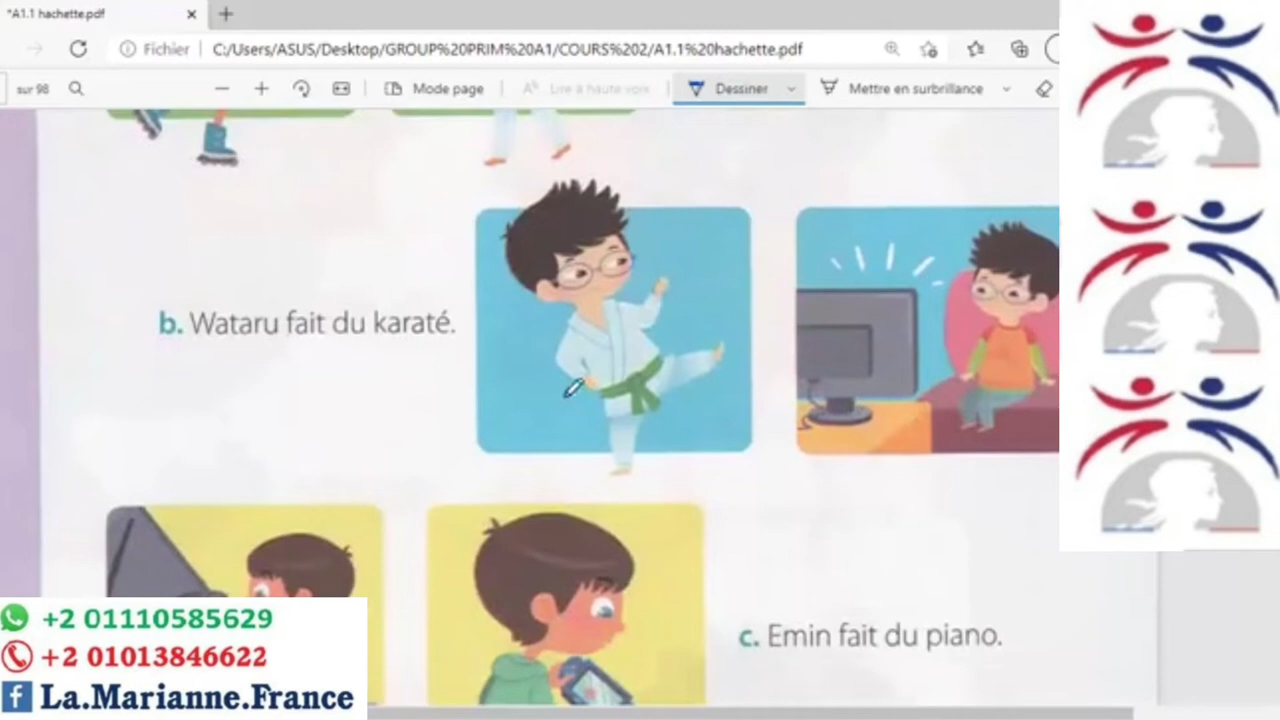 *A1.1 hachette.pdf
Fichier
C:/Users/ASUS/Desktop/GROUP%20PRIM%20A1/COURS%202/A1.1%20hachette.pdf
sur 98
Mode page
Lire à haute voix
Dessiner
Mettre en surbrillance
b. Wataru fait du karaté.
c. Emin fait du piano.
+2 01110585629
+2 01013846622
La.Marianne.France